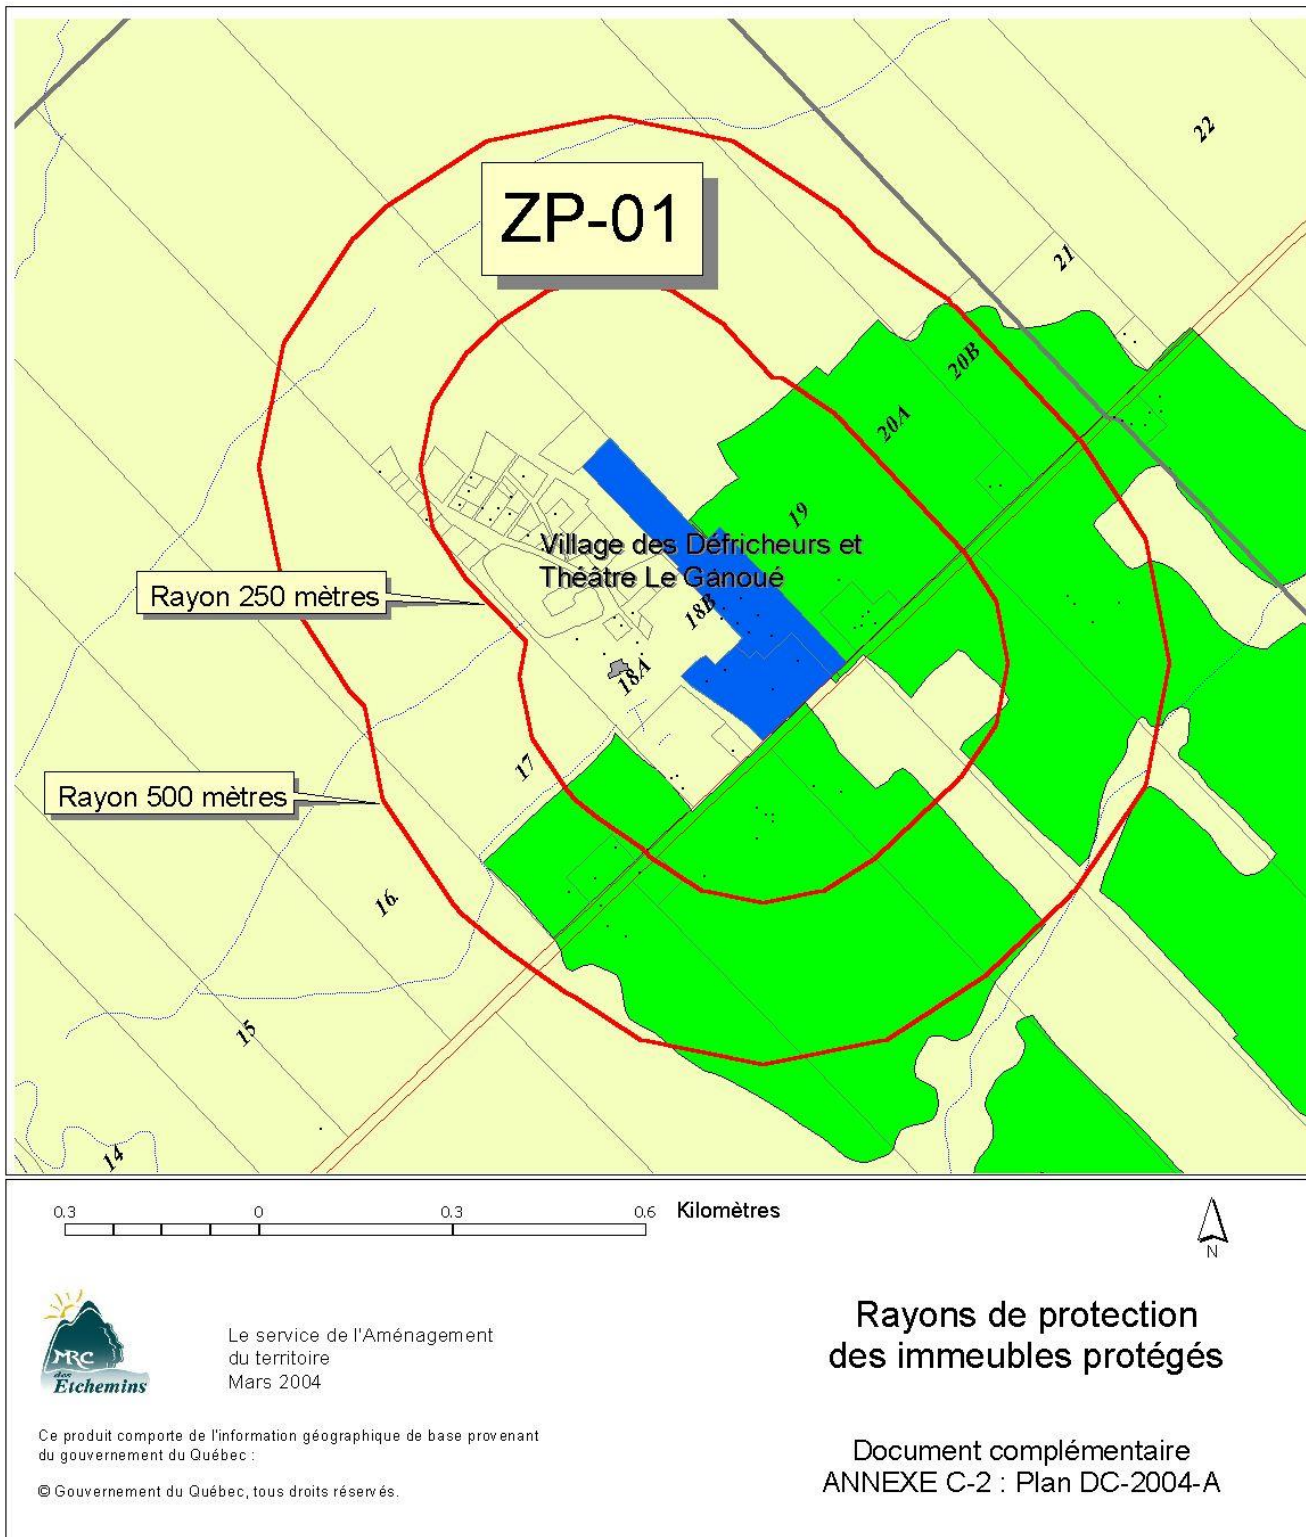 22
ZP-01
21
20B
20A
19
Village des Défricheurs et
Théâtre Le Ganoué
Rayon 250 mètres
18B
18A
17
Rayon 500 mètres
16.
15
14
0.3 0 0.3 0.6 Kilomètres
N
MRC
des
Etchemins
Le service de l'Aménagement
du territoire
Mars 2004
Rayons de protection
des immeubles protégés
Ce produit comporte de l'information géographique de base provenant
du gouvernement du Québec :
© Gouvernement du Québec, tous droits réservés.
Document complémentaire
ANNEXE C-2 : Plan DC-2004-A